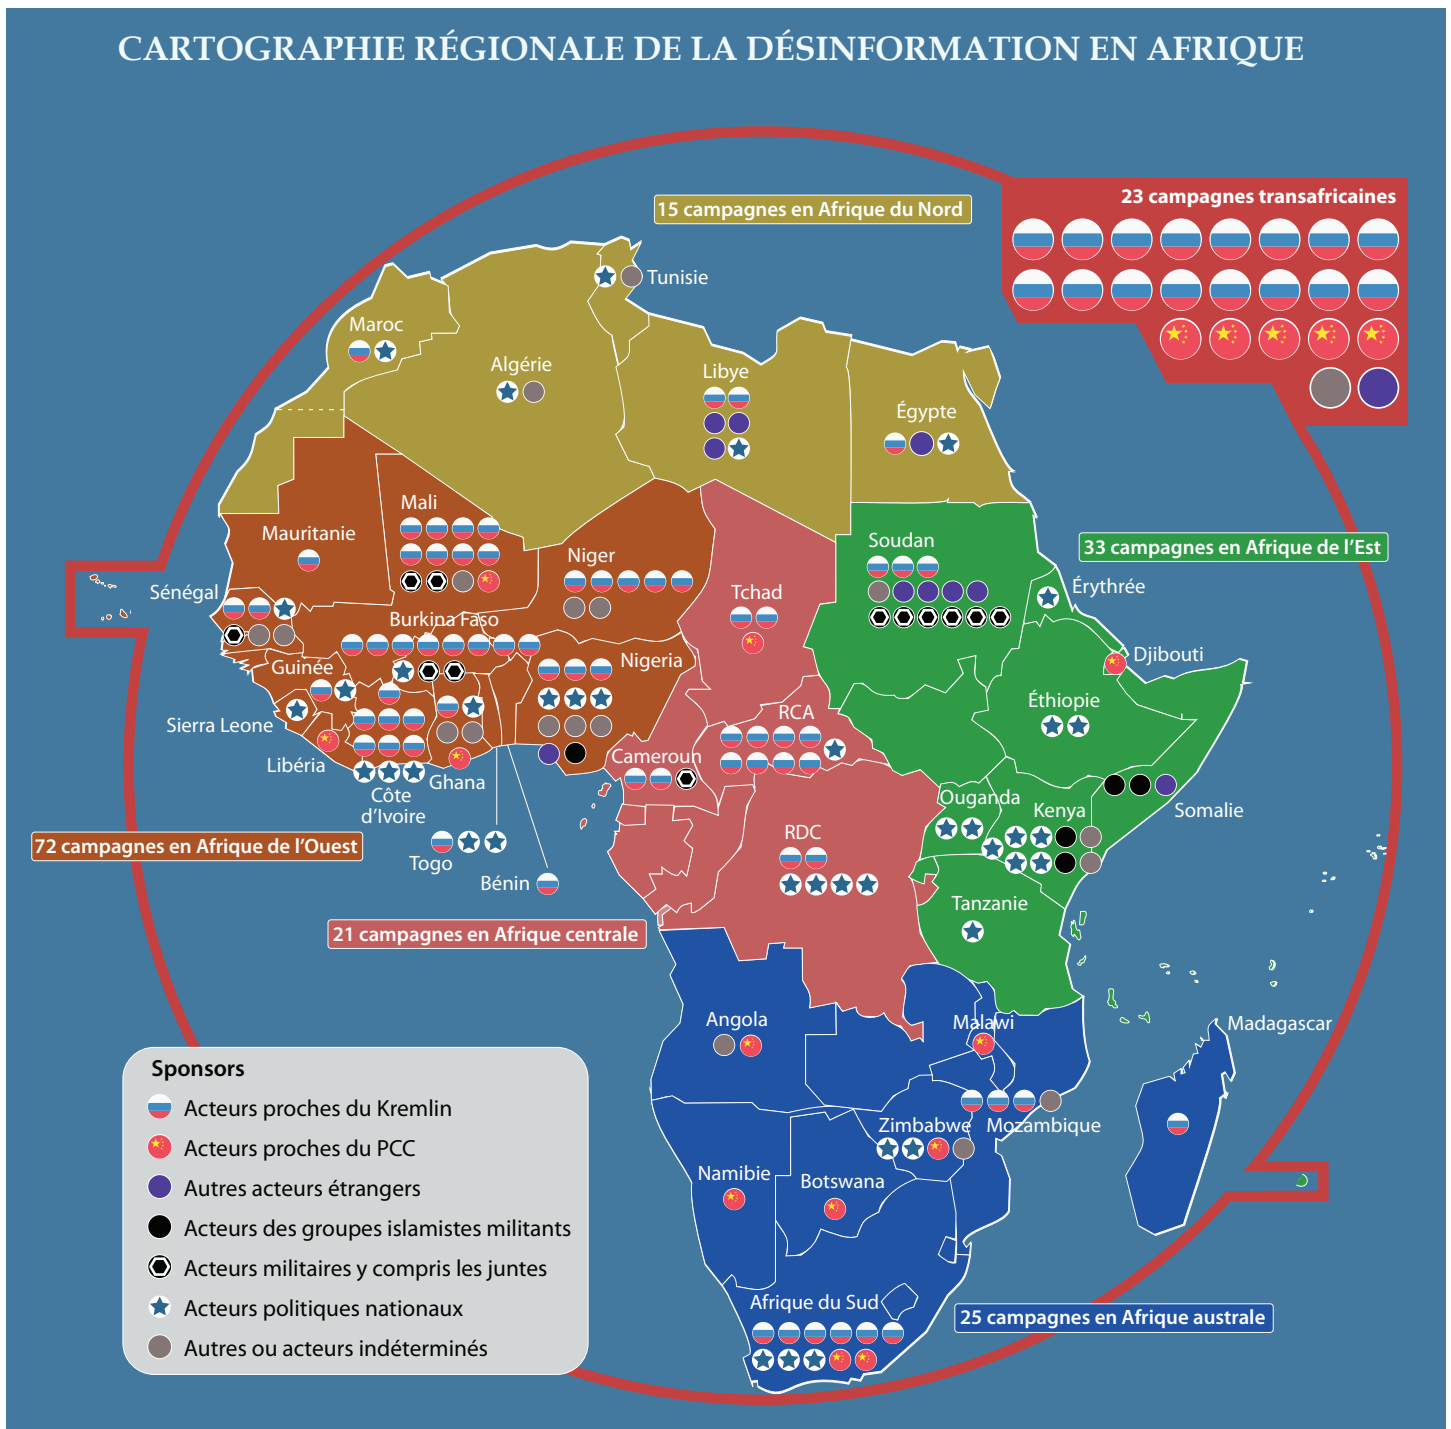 CARTOGRAPHIE RÉGIONALE DE LA DÉSINFORMATION EN AFRIQUE
23 campagnes transafricaines
15 campagnes en Afrique du Nord
Tunisie
Maroc
Algérie
Libye
Égypte
Mali
Mauritanie
Niger
Soudan
33 campagnes en Afrique de l'Est
Sénégal
Tchad
Érythrée
Burkina Faso
Guinée
Nigeria
Djibouti
Éthiopie
Sierra Leone
RCA
Libéria
Cameroun
Ghana
Côte
d'Ivoire
Ouganda
Kenya
Somalie
72 campagnes en Afrique de l'Ouest
RDC
Togo
Bénin
Tanzanie
21 campagnes en Afrique centrale
Angola
Malawi
Madagascar
Zimbabwe
Mozambique
Namibie
Botswana
Afrique du Sud
25 campagnes en Afrique australe
Sponsors
Acteurs proches du Kremlin
Acteurs proches du PCC
Autres acteurs étrangers
Acteurs des groupes islamistes militants
Acteurs militaires y compris les juntes
Acteurs politiques nationaux
Autres ou acteurs indéterminés